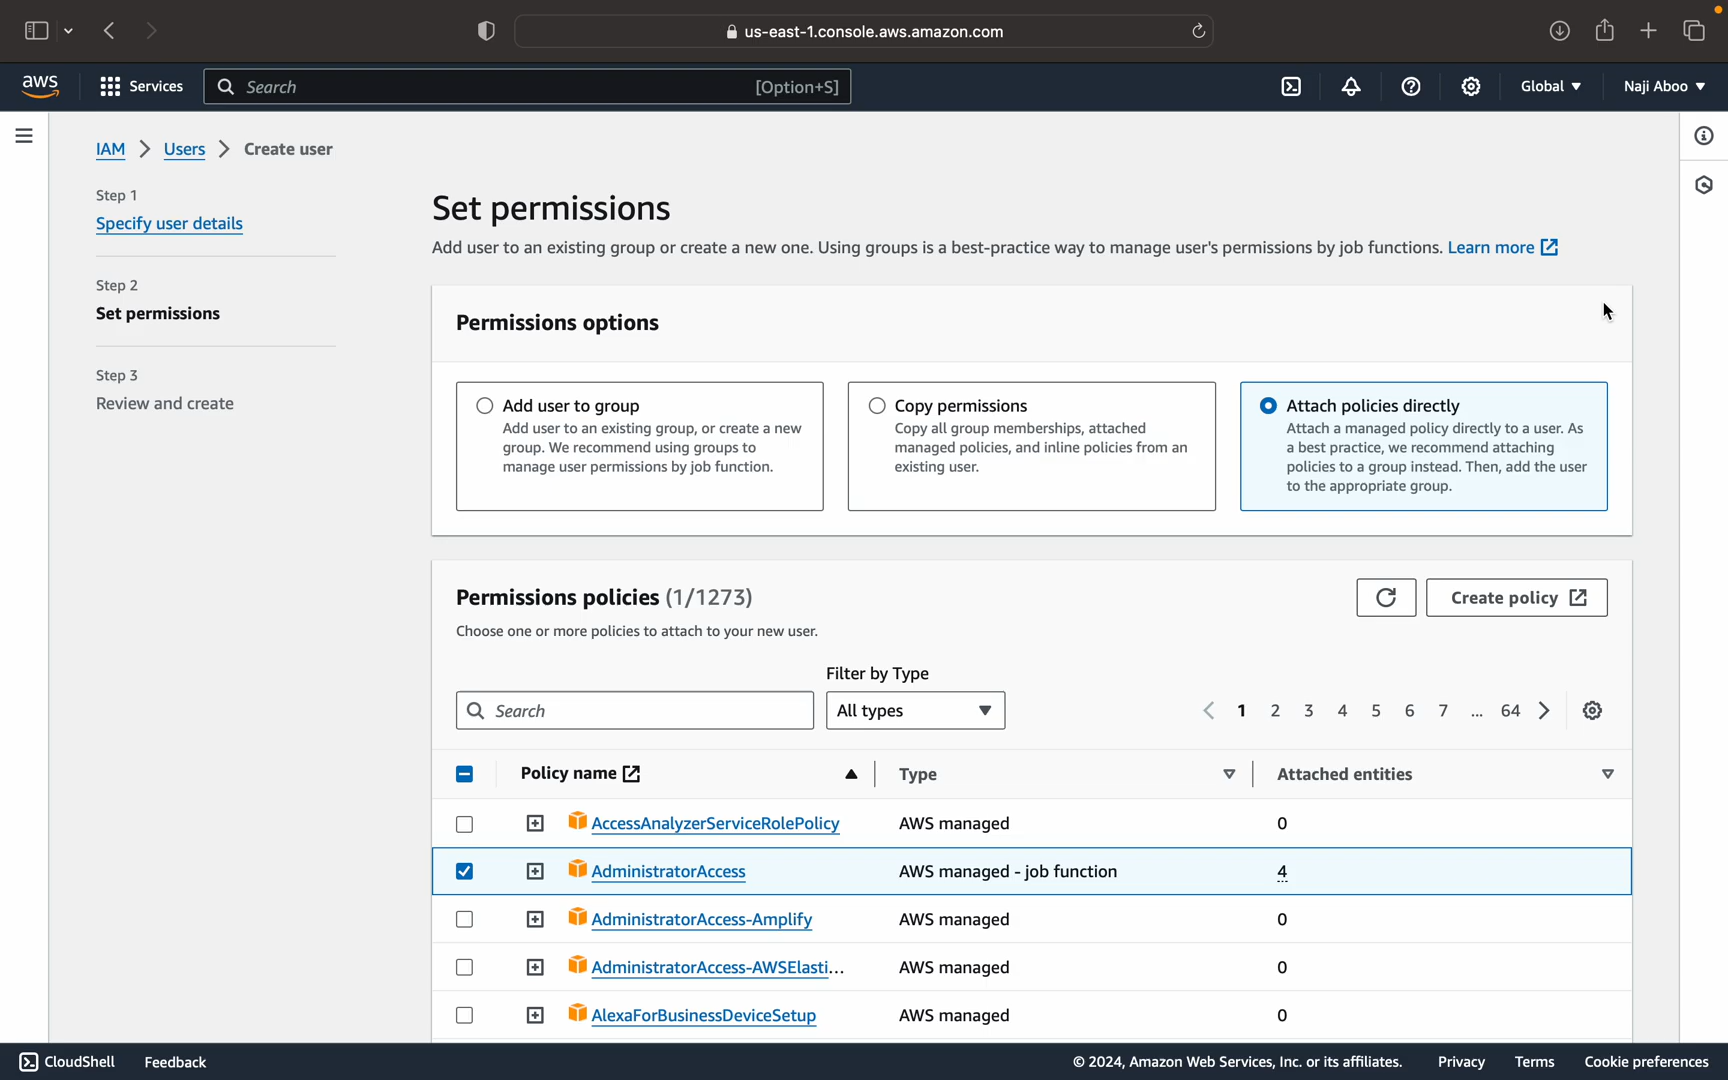 us-east-1.console.aws.amazon.com
aws
Services
Search
[Option+S]
Global
Naji Aboo
IAM
Users
Create user
Step 1
Specify user details
Step 2
Set permissions
Step 3
Review and create
Set permissions
Add user to an existing group or create a new one. Using groups is a best-practice way to manage user's permissions by job functions. Learn more
Permissions options
Add user to group
Add user to an existing group, or create a new
group. We recommend using groups to
manage user permissions by job function.
Copy permissions
Copy all group memberships, attached
managed policies, and inline policies from an
existing user.
Attach policies directly
Attach a managed policy directly to a user. As
a best practice, we recommend attaching
policies to a group instead. Then, add the user
to the appropriate group.
Permissions policies (1/1273)
Create policy
Choose one or more policies to attach to your new user.
Filter by Type
Search
All types
1 2 3 4 5 6 7 ... 64
Policy name
Type
Attached entities
AccessAnalyzerServiceRolePolicy
AWS managed
0
AdministratorAccess
AWS managed - job function
4
AdministratorAccess-Amplify
AWS managed
0
AdministratorAccess-AWSElasti...
AWS managed
0
AlexaForBusinessDeviceSetup
AWS managed
0
CloudShell
Feedback
© 2024, Amazon Web Services, Inc. or its affiliates.
Privacy
Terms
Cookie preferences